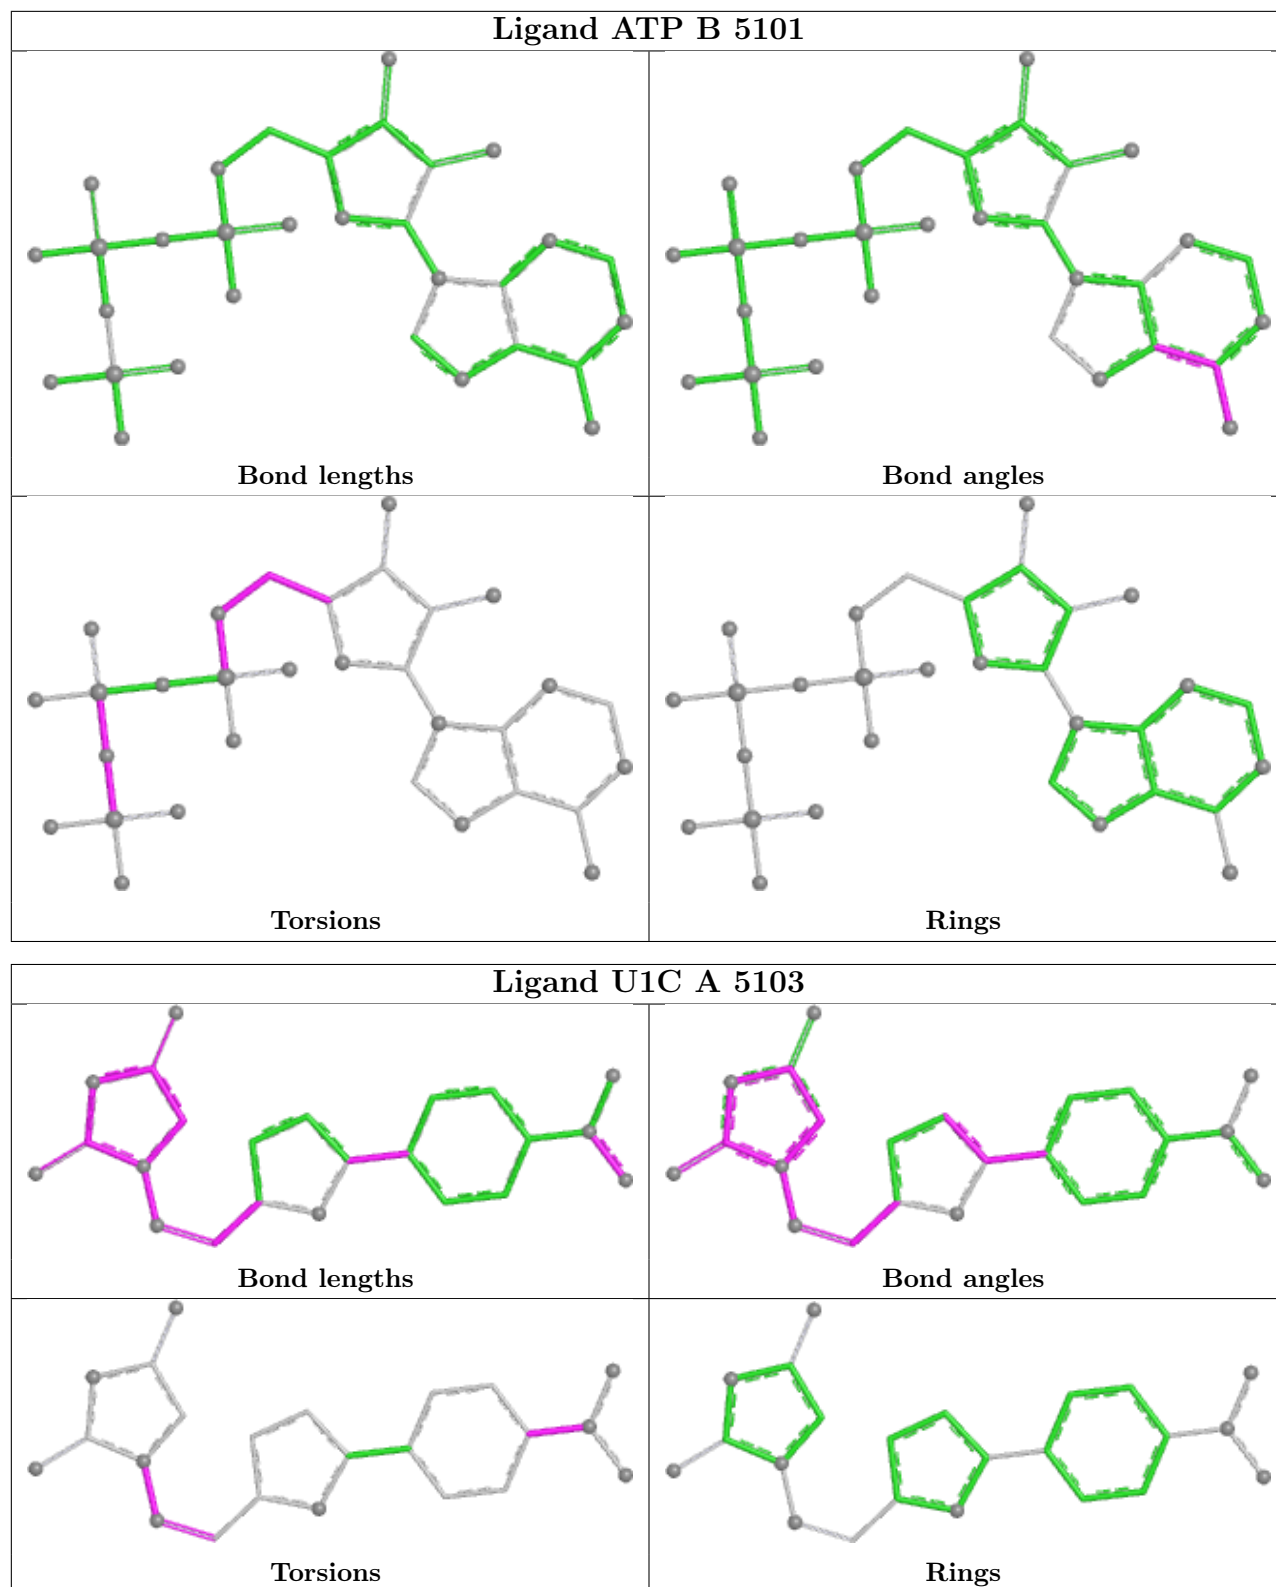 Ligand ATP B 5101
Bond lengths
Bond angles
Torsions
Rings
Ligand U1C A 5103
Bond lengths
Bond angles
Torsions
Rings